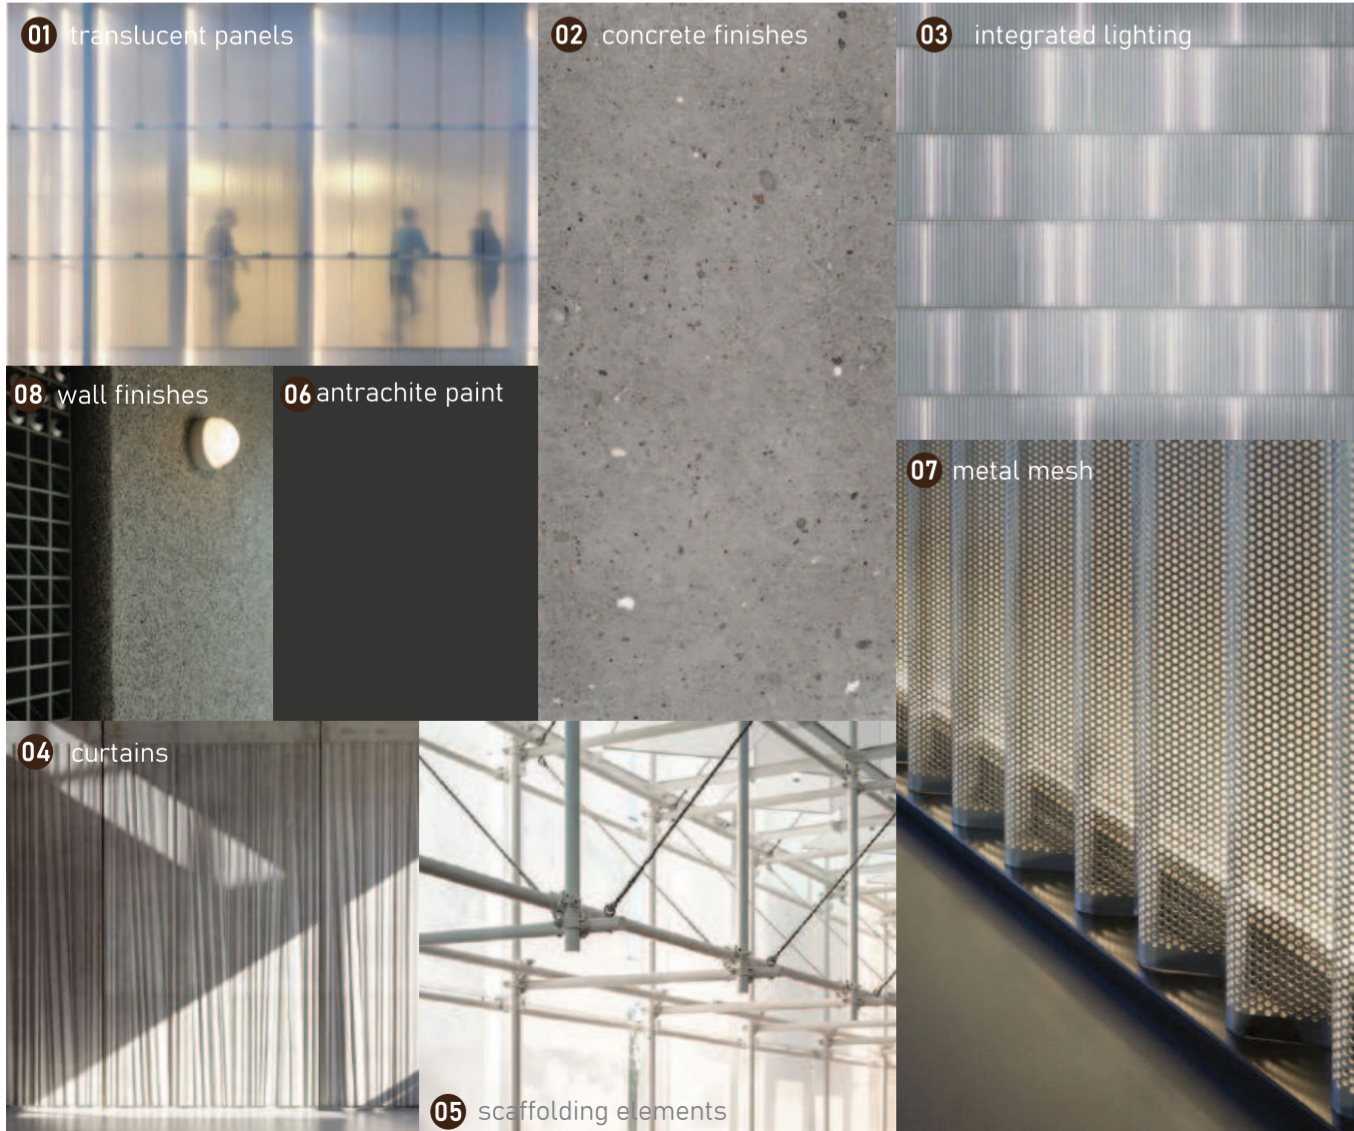 01 translucent panels
02 concrete finishes
03 integrated lighting
08 wall finishes
06 antrachite paint
07 metal mesh
04 curtains
05 scaffolding elements